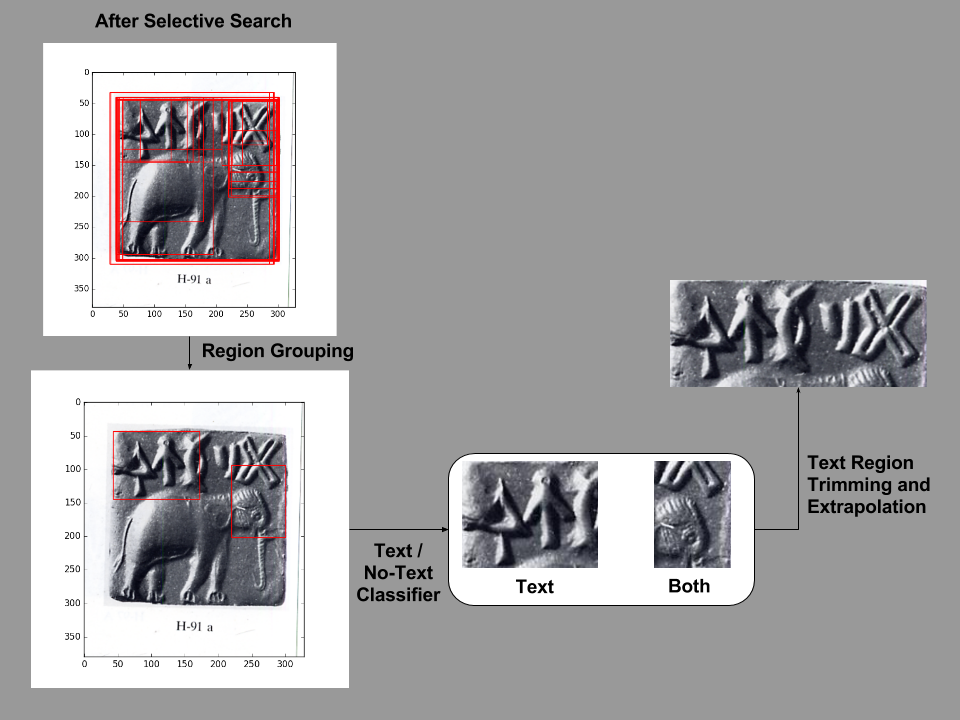 After Selective Search
0
50
100
150
200
250
300
350
0 50 100 150 200 250 300
H-91 a
Region Grouping
0
50
100
150
200
250
300
350
0 50 100 150 200 250 300
H-91 a
Text /
No-Text
Classifier
Text
Both
Text Region
Trimming and
Extrapolation